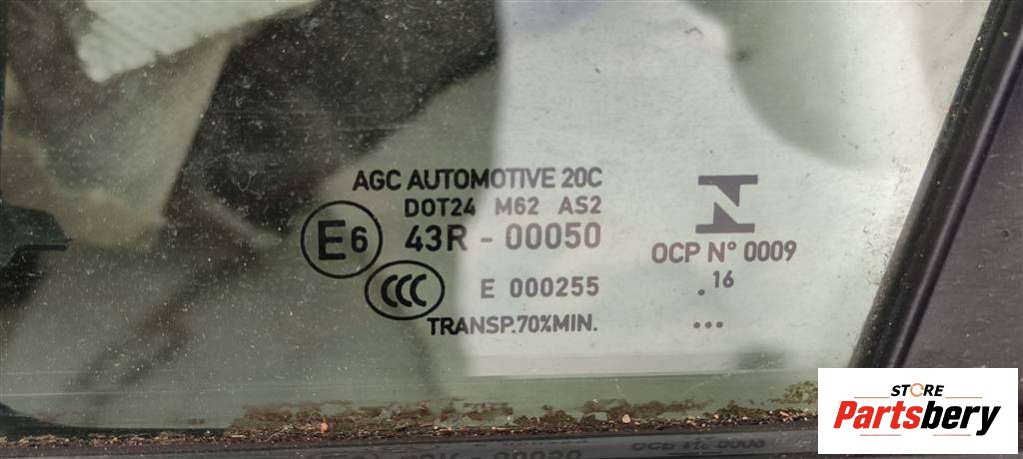 AGC AUTOMOTIVE 20C
DOT24 M62 AS2
E6 43R - 00050
CCC E 000255
TRANSP.70%MIN.
N
OCP N° 0009
. 16
...
STORE
Partsbery